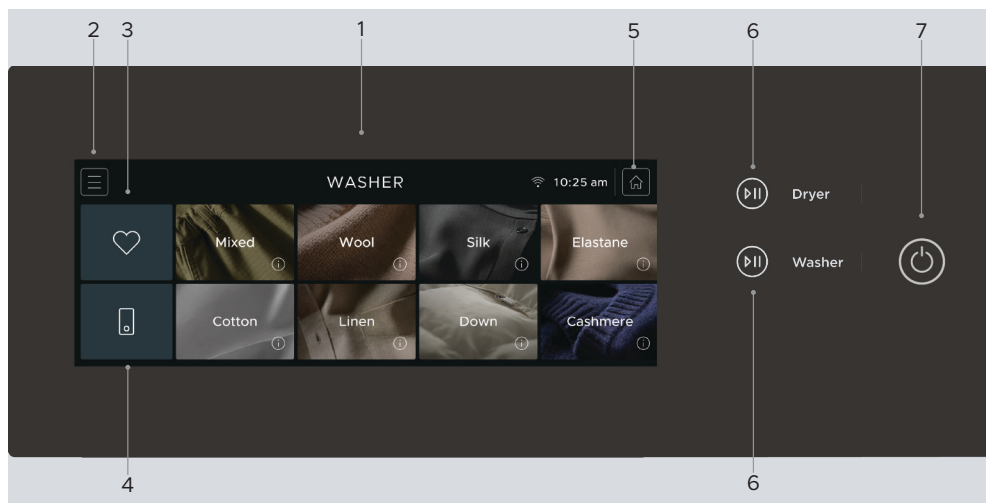 2 3 1 5 6 7
WASHER 10:25 am
Dryer
Mixed Wool Silk Elastane
Washer
Cotton Linen Down Cashmere
4 6